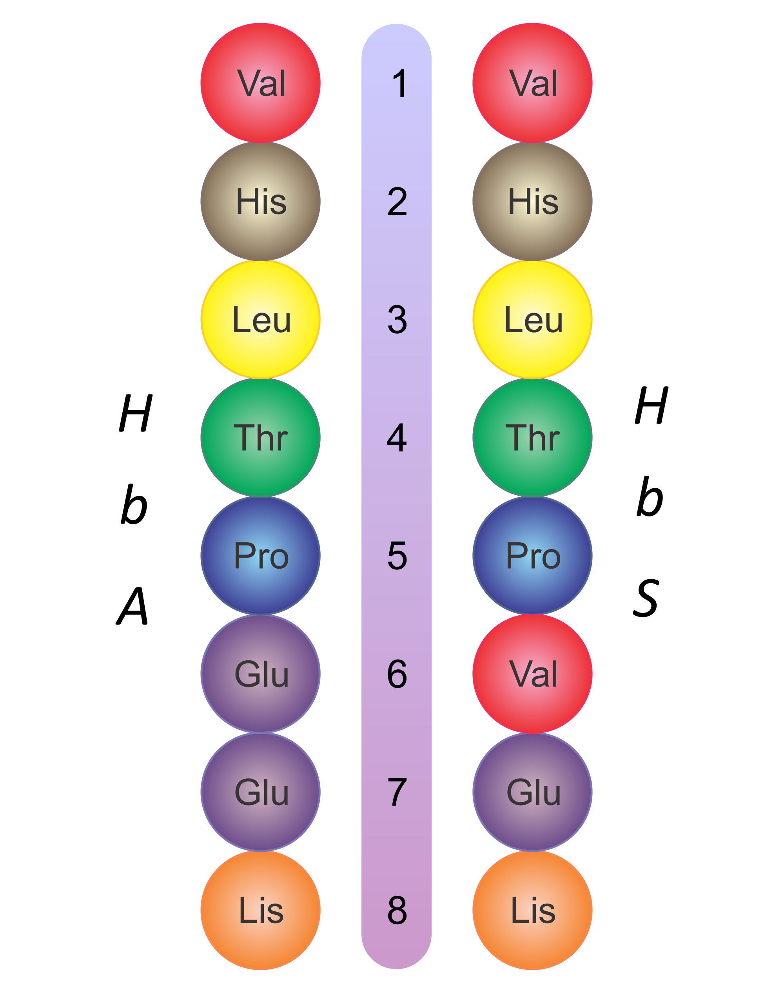 Val 1 Val
His 2 His
Leu 3 Leu
H Thr 4 Thr H
b Pro 5 Pro b
A S
Glu 6 Val
Glu 7 Glu
Lis 8 Lis